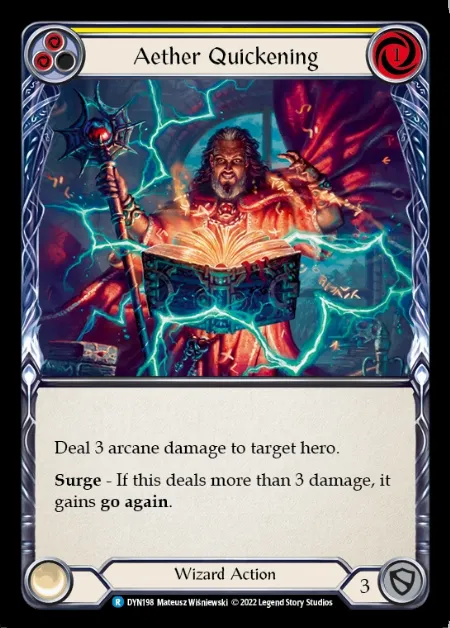 Aether Quickening
1
Deal 3 arcane damage to target hero.
Surge - If this deals more than 3 damage, it
gains go again.
Wizard Action
3
R DYN198 Mateusz Wiśniewski © 2022 Legend Story Studios